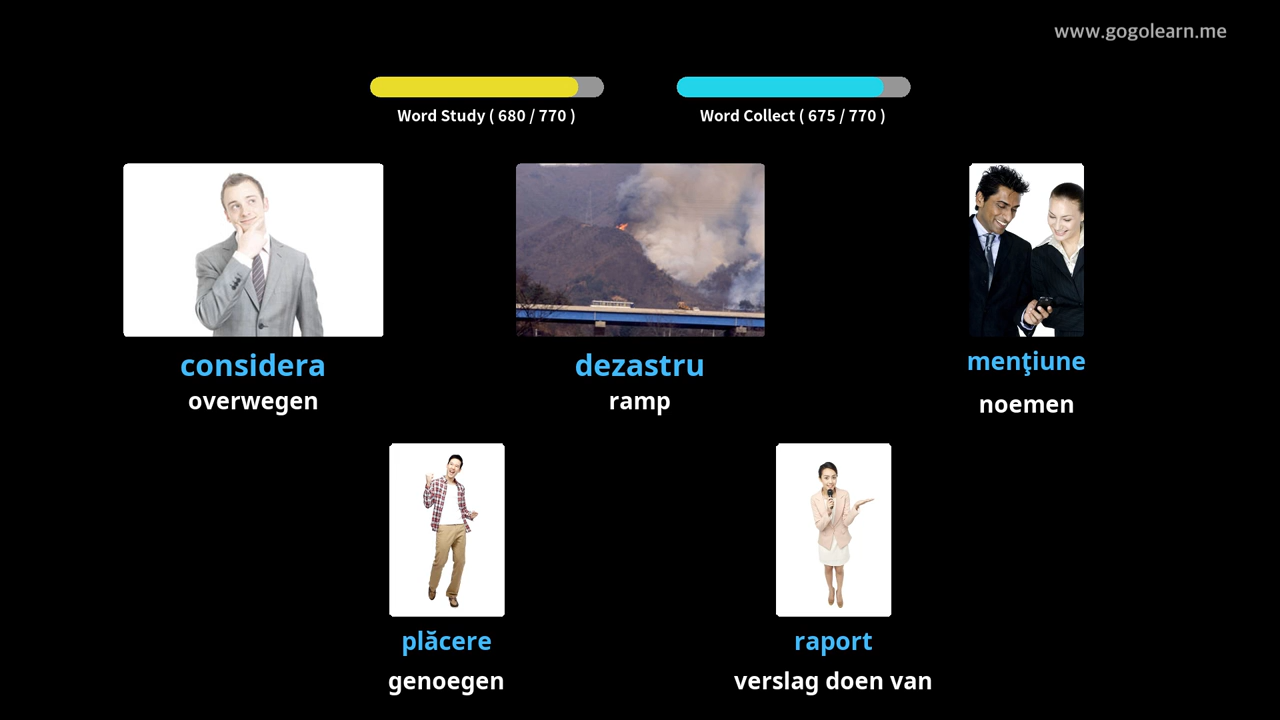 www.gogolearn.me
Word Study ( 680 / 770 )
Word Collect ( 675 / 770 )
considera
overwegen
dezastru
ramp
menţiune
noemen
plăcere
genoegen
raport
verslag doen van